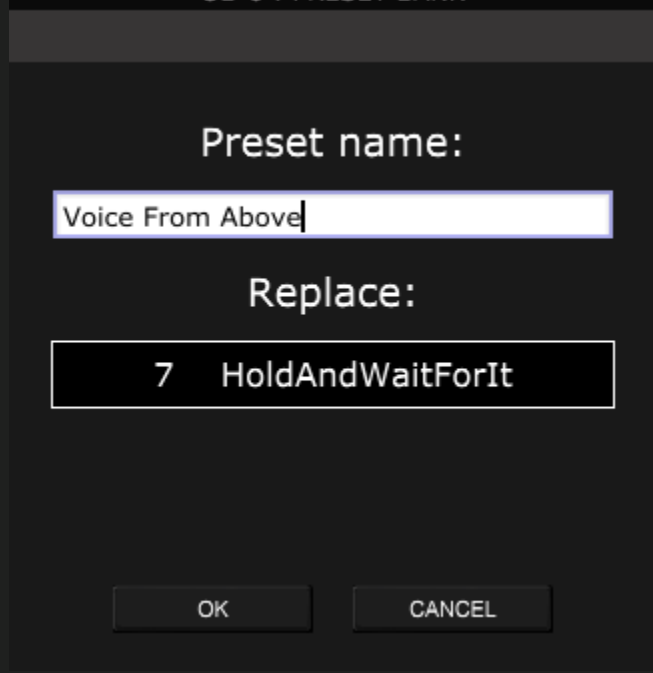 Preset name:
Voice From Above
Replace:
7 HoldAndWaitForIt
OK CANCEL